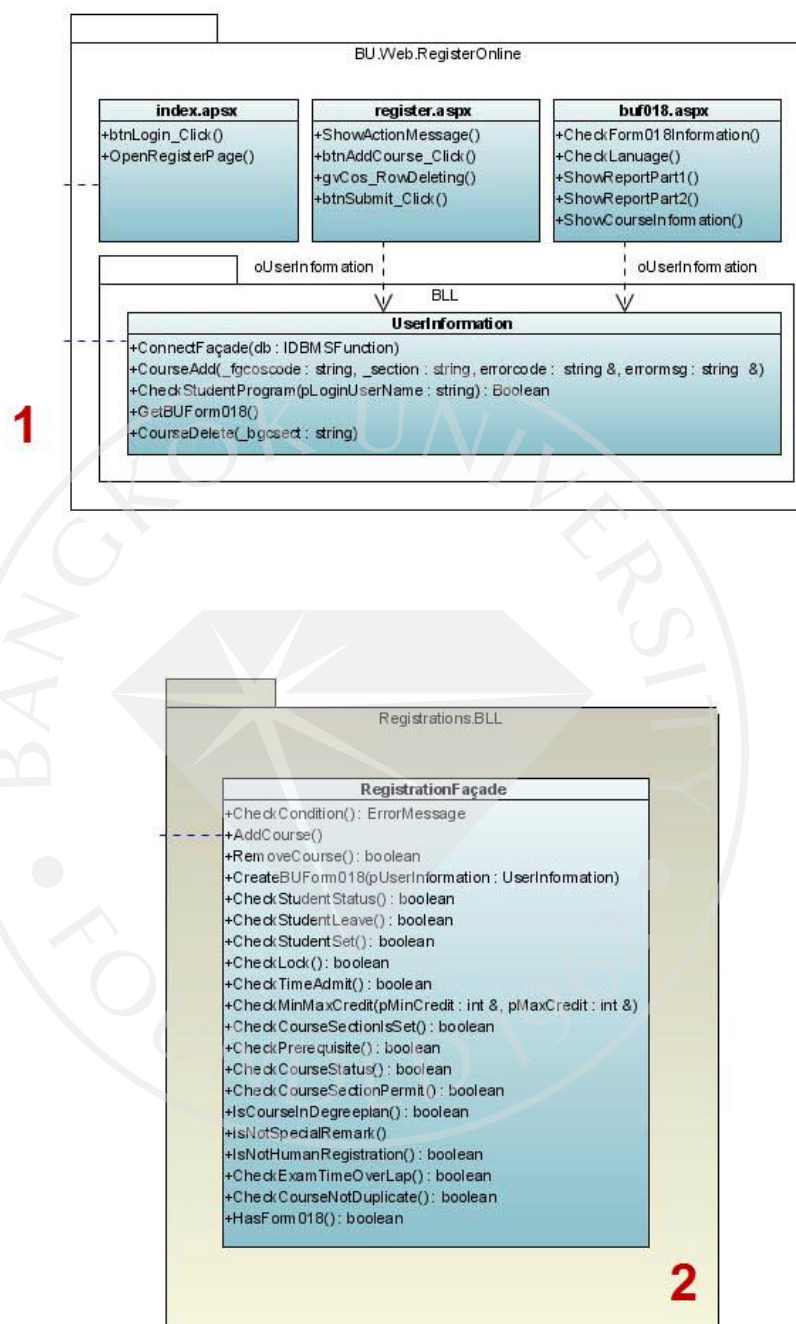 BU.Web.RegisterOnline
index.apsx
+btnLogin_Click()
+OpenRegisterPage()
register.aspx
+ShowActionMessage()
+btnAddCourse_Click()
+gvCos_RowDeleting()
+btnSubmit_Click()
buf018.aspx
+CheckForm018Information()
+CheckLanuage()
+ShowReportPart1()
+ShowReportPart2()
+ShowCourseInformation()
oUserInformation
oUserInformation
BLL
UserInformation
+ConnectFaçade(db : IDBMSFunction)
+CourseAdd(_fgcoscode : string, _section : string, errorcode : string &, errormsg : string &)
+CheckStudentProgram(pLoginUserName : string) : Boolean
+GetBUForm018()
+CourseDelete(_bgcsect : string)
1
BANGKOK UNIVERSITY
Registrations.BLL
RegistrationFaçade
+CheckCondition() : ErrorMessage
+AddCourse()
+RemoveCourse() : boolean
+CreateBUForm018(pUserInformation : UserInformation)
+CheckStudentStatus() : boolean
+CheckStudentLeave() : boolean
+CheckStudentSet() : boolean
+CheckLock() : boolean
+CheckTimeAdmit() : boolean
+CheckMinMaxCredit(pMinCredit : int &, pMaxCredit : int &)
+CheckCourseSectionIsSet() : boolean
+CheckPrerequisite() : boolean
+CheckCourseStatus() : boolean
+CheckCourseSectionPermit() : boolean
+IsCourseInDegreeplan() : boolean
+IsNotSpecialRemark()
+IsNotHumanRegistration() : boolean
+CheckExamTimeOverLap() : boolean
+CheckCourseNotDuplicate() : boolean
+HasForm018() : boolean
2
FOUNDED 1962